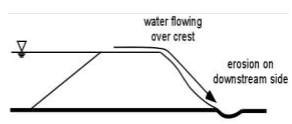 water flowing
over crest
erosion on
downstream side